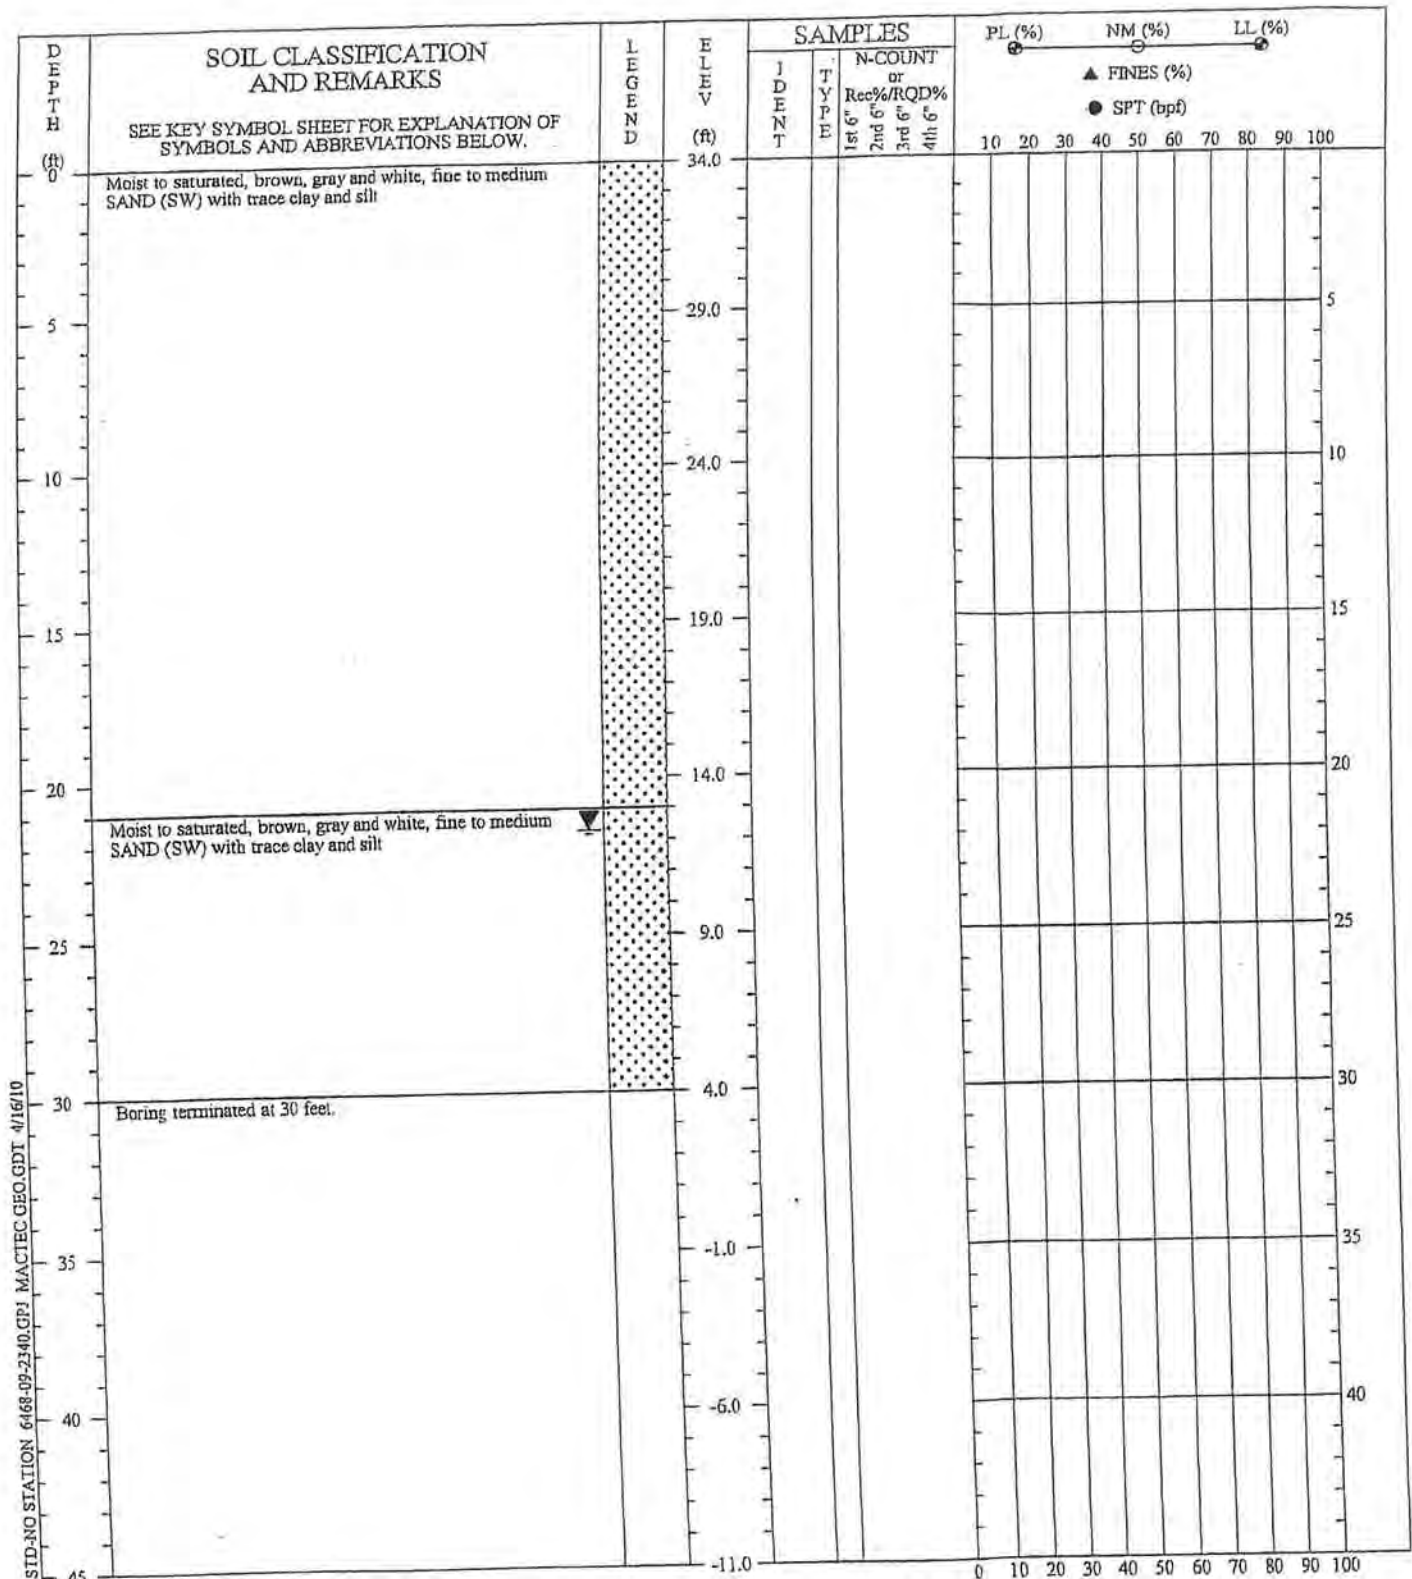 DEPTH
(ft)
SOIL CLASSIFICATION
AND REMARKS
SEE KEY SYMBOL SHEET FOR EXPLANATION OF
SYMBOLS AND ABBREVIATIONS BELOW.
LEGEND
ELEV
(ft)
SAMPLES
IDENT
TYPE
N-COUNT
or
Rec%/RQD%
1st 6"
2nd 6"
3rd 6"
4th 6"
PL (%) NM (%) LL (%)
▲ FINES (%)
● SPT (bpf)
10 20 30 40 50 60 70 80 90 100
0
Moist to saturated, brown, gray and white, fine to medium
SAND (SW) with trace clay and silt
34.0
5 29.0 5
10 24.0 10
15 19.0 15
20 14.0 20
Moist to saturated, brown, gray and white, fine to medium
SAND (SW) with trace clay and silt
25 9.0 25
30 4.0 30
Boring terminated at 30 feet.
35 -1.0 35
40 -6.0 40
45 -11.0
0 10 20 30 40 50 60 70 80 90 100
STD-NO STATION 6468-09-2340.GPJ MACTEC GEO.GDT 4/16/10